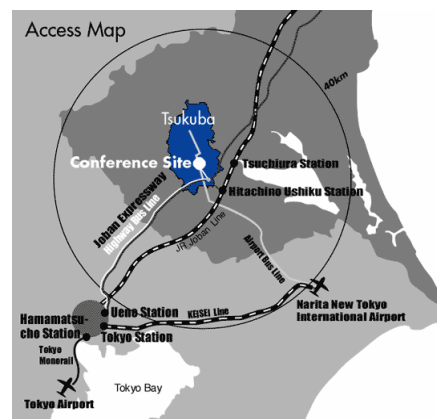 Access Map
40km
Tsukuba
Conference Site
Tsuchiura Station
Hitachino Ushiku Station
Joban Expressway
Highway Bus Line
JR Joban Line
Airport Bus Line
Narita New Tokyo
International Airport
KEISEI Line
Ueno Station
Hamamatsu-
cho Station
Tokyo Station
Tokyo
Monorail
Tokyo Airport
Tokyo Bay